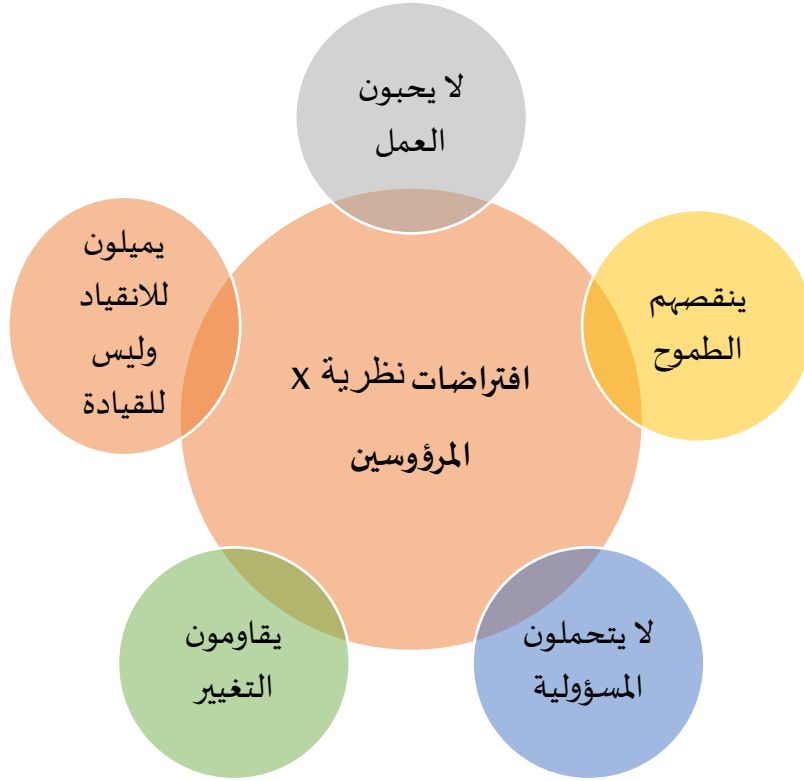 لا يحبون
العمل
ينقصهم
الطموح
لا يتحملون
المسؤولية
يقاومون
التغيير
يميلون
للانقياد
وليس
للقيادة
افتراضات نظرية x
المرؤوسين